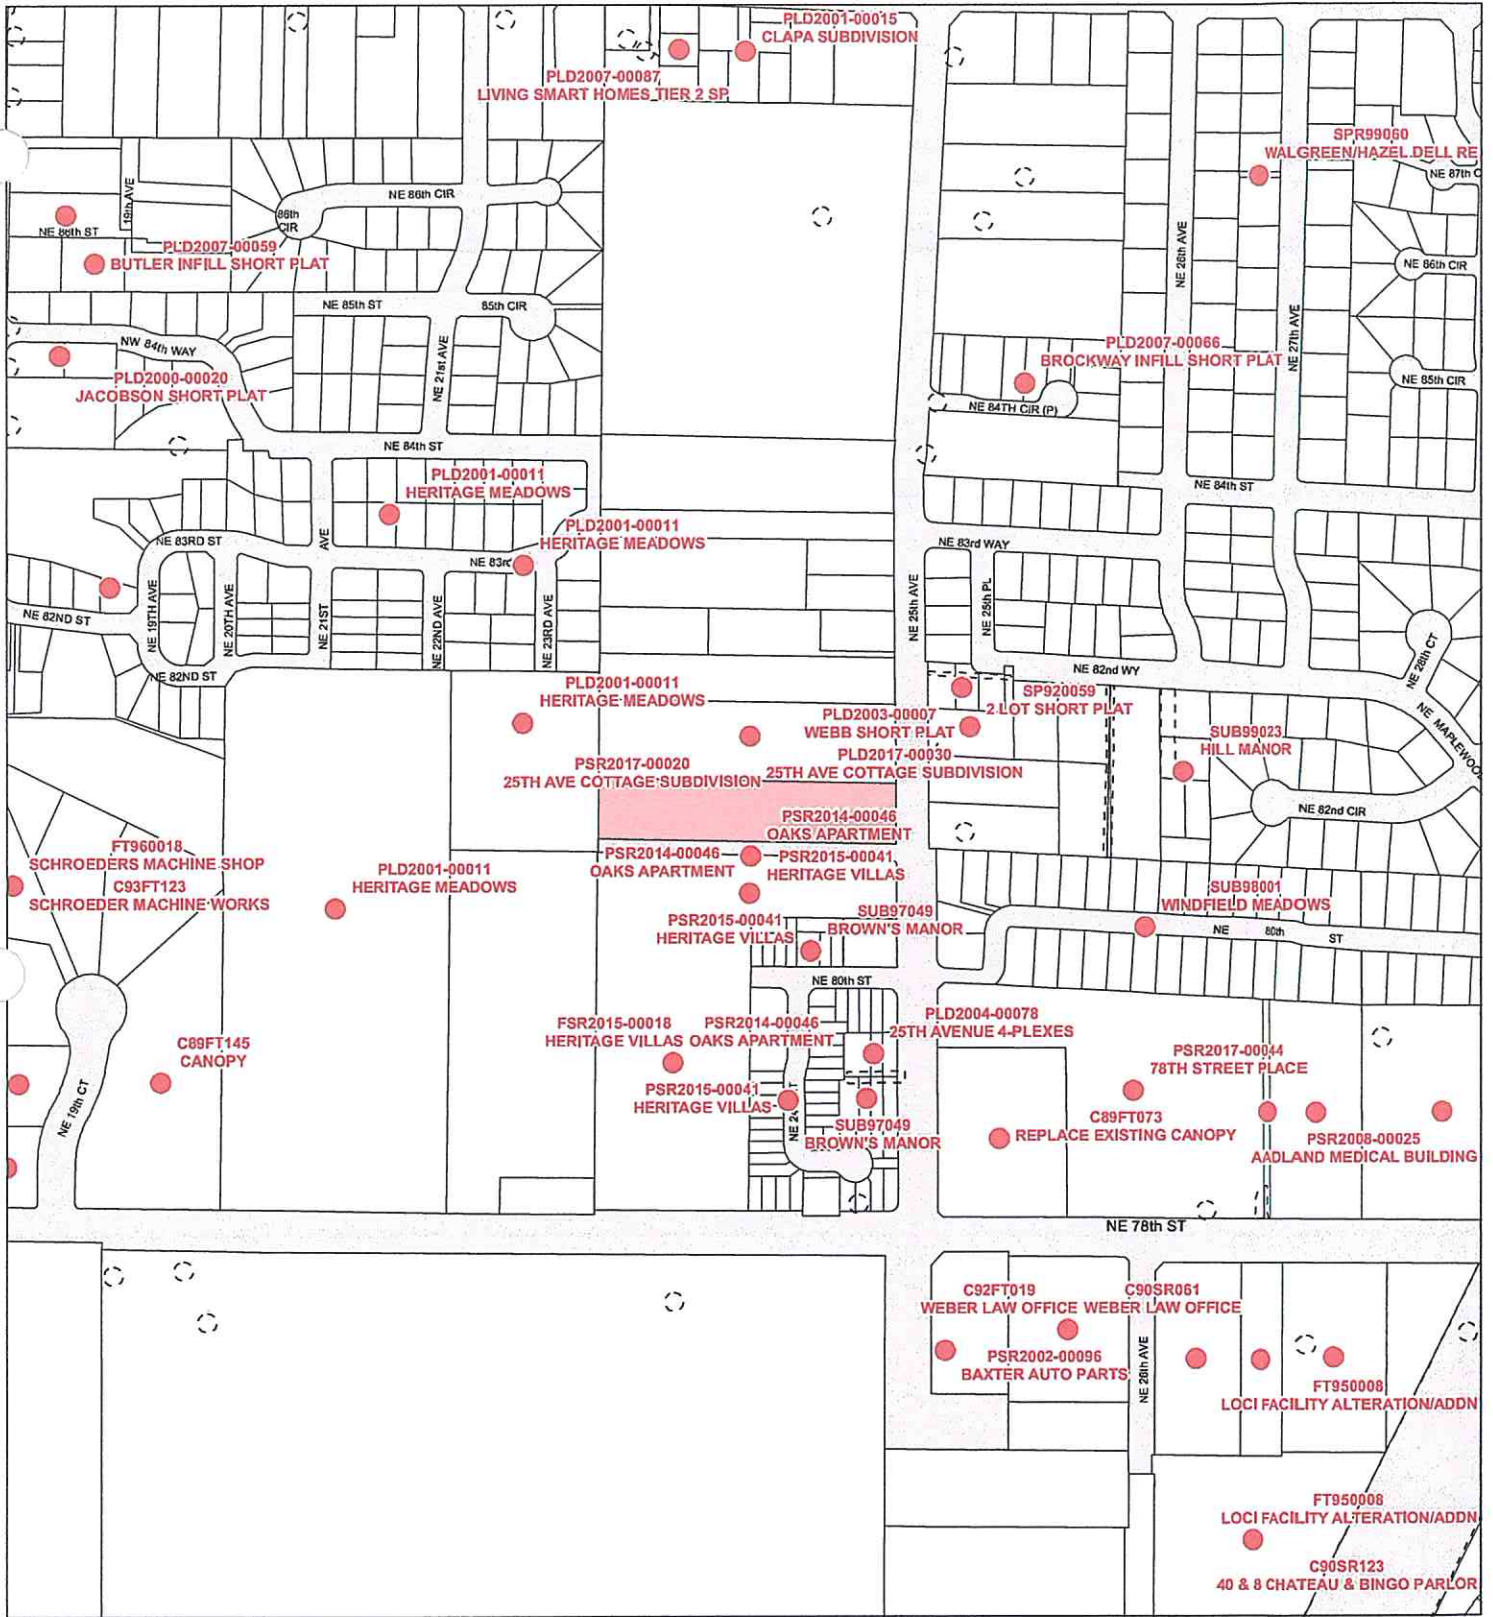 PLD2001-00015
CLAPA SUBDIVISION
PLD2007-00087
LIVING SMART HOMES TIER 2 SP
SPR99060
WALGREEN/HAZEL DELL RE
NE 87th C
19th AVE
NE 86th CIR
86th
CIR
NE 86th ST
PLD2007-00059
BUTLER INFILL SHORT PLAT
NE 26th AVE
NE 86th CIR
NE 85th ST
85th CIR
NE 27th AVE
NW 84th WAY
NE 21st AVE
PLD2007-00066
BROCKWAY INFILL SHORT PLAT
PLD2000-00020
JACOBSON SHORT PLAT
NE 85th CIR
NE 84TH CIR (P)
NE 84th ST
PLD2001-00011
HERITAGE MEADOWS
NE 84th ST
PLD2001-00011
HERITAGE MEADOWS
NE 83RD ST
AVE
NE 83rd
NE 83rd WAY
NE 82ND ST
NE 19TH AVE
NE 20TH AVE
NE 21ST
NE 22ND AVE
NE 23RD AVE
NE 25th AVE
NE 25th PL
NE 82ND ST
NE 82nd WY
NE 28th CT
PLD2001-00011
HERITAGE MEADOWS
SP920059
2 LOT SHORT PLAT
NE MAPLEWOOD
PLD2003-00007
WEBB SHORT PLAT
SUB99023
HILL MANOR
PSR2017-00020
25TH AVE COTTAGE SUBDIVISION
PLD2017-00030
25TH AVE COTTAGE SUBDIVISION
NE 82nd CIR
PSR2014-00046
OAKS APARTMENT
FT960018
SCHROEDERS MACHINE SHOP
C93FT123
SCHROEDER MACHINE WORKS
PLD2001-00011
HERITAGE MEADOWS
PSR2014-00046
OAKS APARTMENT
PSR2015-00041
HERITAGE VILLAS
SUB98001
WINDFIELD MEADOWS
PSR2015-00041
HERITAGE VILLAS
SUB97049
BROWN'S MANOR
NE 80th ST
NE 80th ST
C89FT145
CANOPY
FSR2015-00018
HERITAGE VILLAS
PSR2014-00046
OAKS APARTMENT
PLD2004-00078
25TH AVENUE 4-PLEXES
PSR2017-00044
78TH STREET PLACE
NE 19th CT
PSR2015-00041
HERITAGE VILLAS
NE 24
T
SUB97049
BROWN'S MANOR
C89FT073
REPLACE EXISTING CANOPY
PSR2008-00025
AADLAND MEDICAL BUILDING
NE 78th ST
C92FT019
WEBER LAW OFFICE
C90SR061
WEBER LAW OFFICE
PSR2002-00096
BAXTER AUTO PARTS
NE 26th AVE
FT950008
LOCI FACILITY ALTERATION/ADDN
FT950008
LOCI FACILITY ALTERATION/ADDN
C90SR123
40 & 8 CHATEAU & BINGO PARLOR